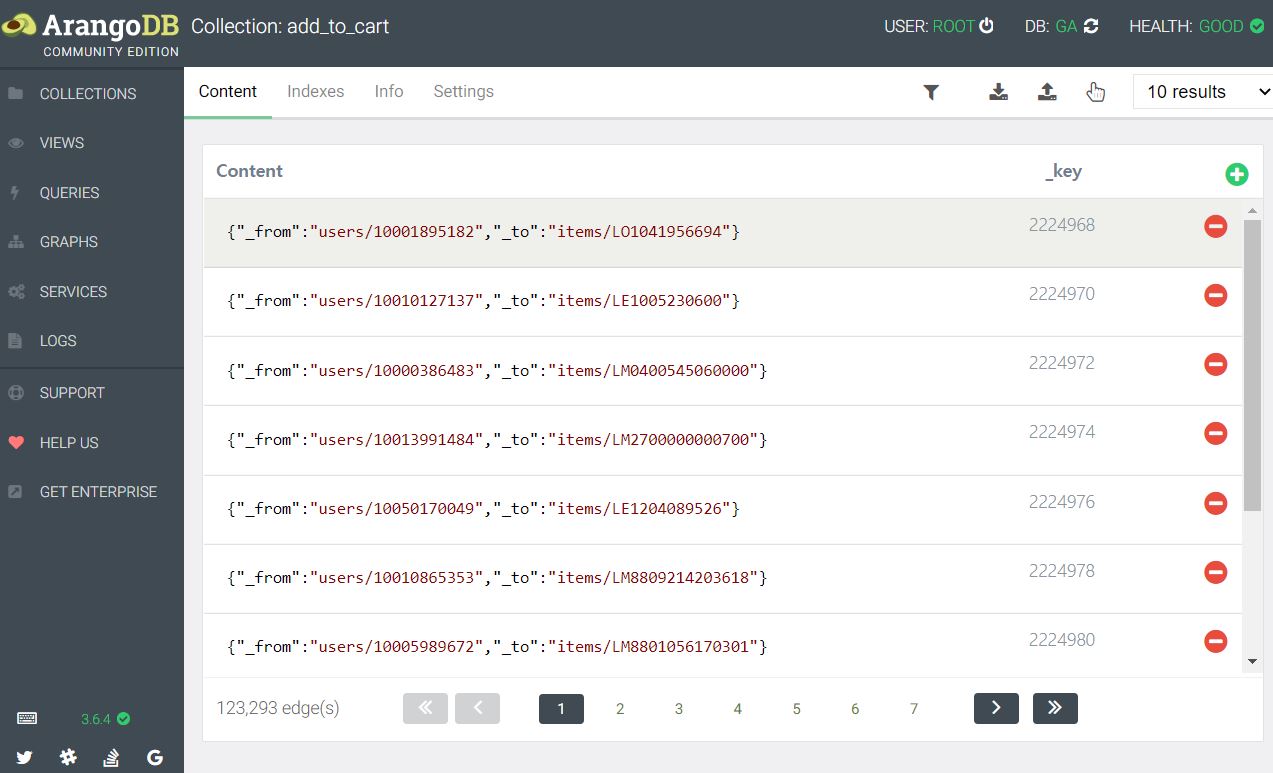 ArangoDB
COMMUNITY EDITION
Collection: add_to_cart
USER: ROOT
DB: GA
HEALTH: GOOD
COLLECTIONS
VIEWS
QUERIES
GRAPHS
SERVICES
LOGS
SUPPORT
HELP US
GET ENTERPRISE
3.6.4
Content Indexes Info Settings
10 results
Content _key
{"_from":"users/10001895182","_to":"items/LO1041956694"} 2224968
{"_from":"users/10010127137","_to":"items/LE1005230600"} 2224970
{"_from":"users/10000386483","_to":"items/LM0400545060000"} 2224972
{"_from":"users/10013991484","_to":"items/LM2700000000700"} 2224974
{"_from":"users/10050170049","_to":"items/LE1204089526"} 2224976
{"_from":"users/10010865353","_to":"items/LM8809214203618"} 2224978
{"_from":"users/10005989672","_to":"items/LM8801056170301"} 2224980
123,293 edge(s) 1 2 3 4 5 6 7